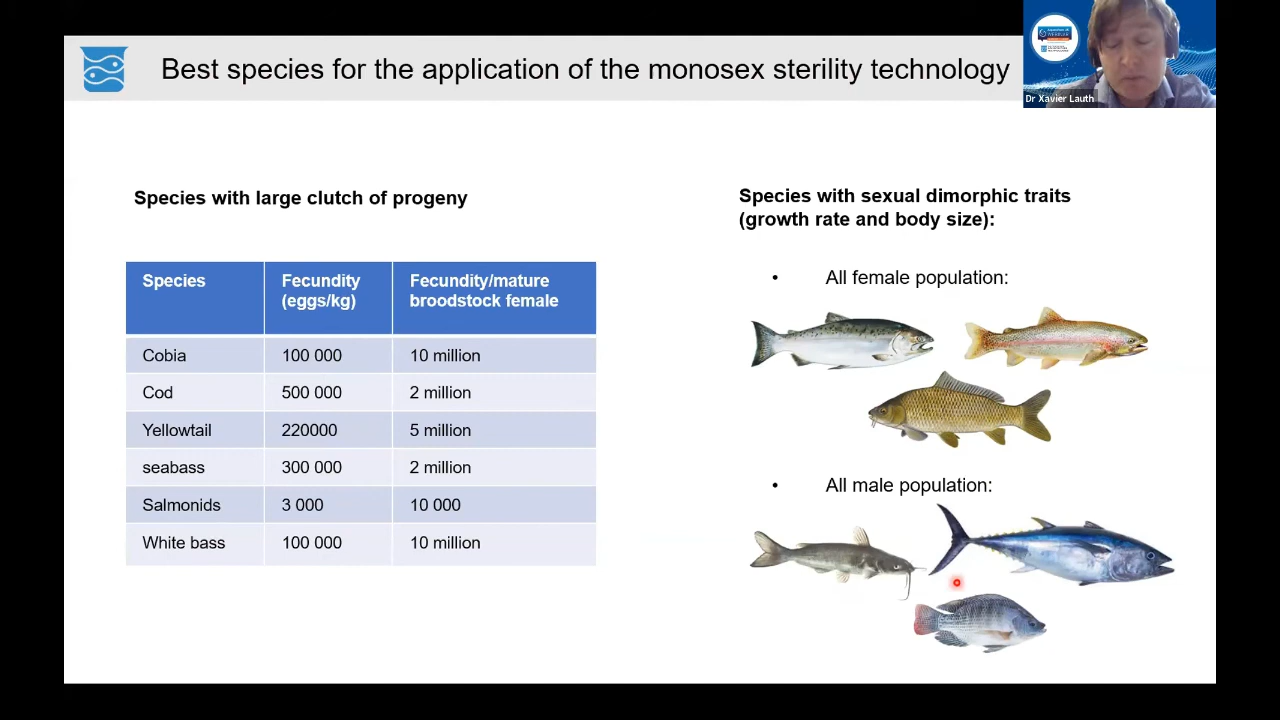 Best species for the application of the monosex sterility technology
Dr Xavier Lauth
Species with large clutch of progeny
Species
Fecundity
(eggs/kg)
Fecundity/mature
broodstock female
Cobia
100 000
10 million
Cod
500 000
2 million
Yellowtail
220000
5 million
seabass
300 000
2 million
Salmonids
3 000
10 000
White bass
100 000
10 million
Species with sexual dimorphic traits
(growth rate and body size):
• All female population:
• All male population: